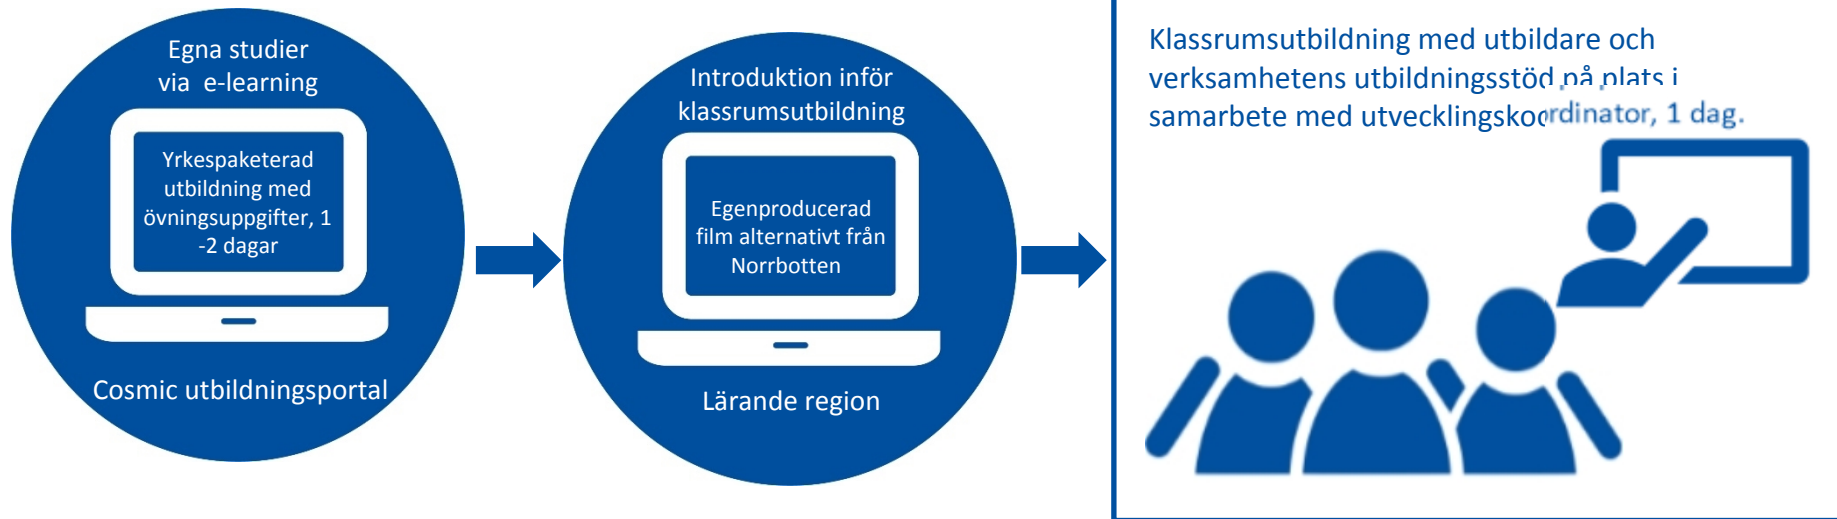 Egna studier
via e-learning
Yrkespaketerad
utbildning med
övningsuppgifter, 1
-2 dagar
Cosmic utbildningsportal
Introduktion inför
klassrumsutbildning
Egenproducerad
film alternativt från
Norrbotten
Lärande region
Klassrumsutbildning med utbildare och
verksamhetens utbildningsstöd på plats i
samarbete med utvecklingskoordinator, 1 dag.